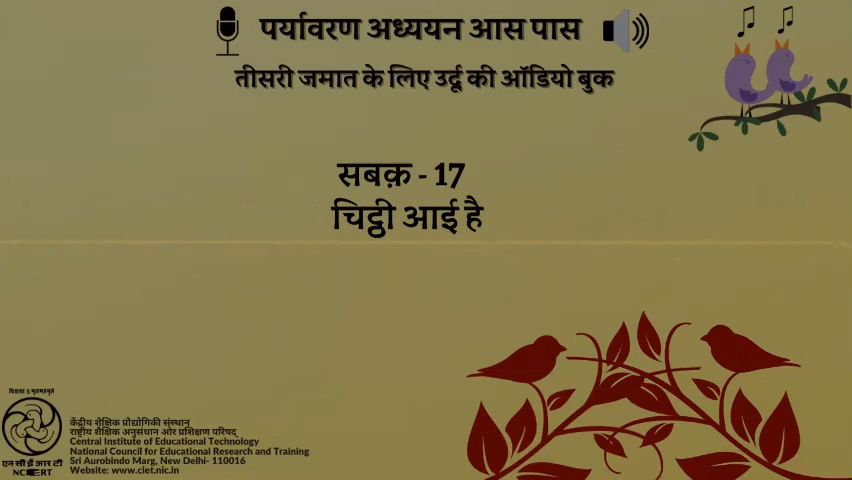 पर्यावरण अध्ययन आस पास
तीसरी जमात के लिए उर्दू की ऑडियो बुक
सबक़ - 17
चिट्ठी आई है
विद्यया ऽ मृतमश्नुते
एन सी ई आर टी
NCERT
केंद्रीय शैक्षिक प्रौद्योगिकी संस्थान
राष्ट्रीय शैक्षिक अनुसंधान और प्रशिक्षण परिषद्
Central Institute of Educational Technology
National Council for Educational Research and Training
Sri Aurobindo Marg, New Delhi- 110016
Website: www.ciet.nic.in